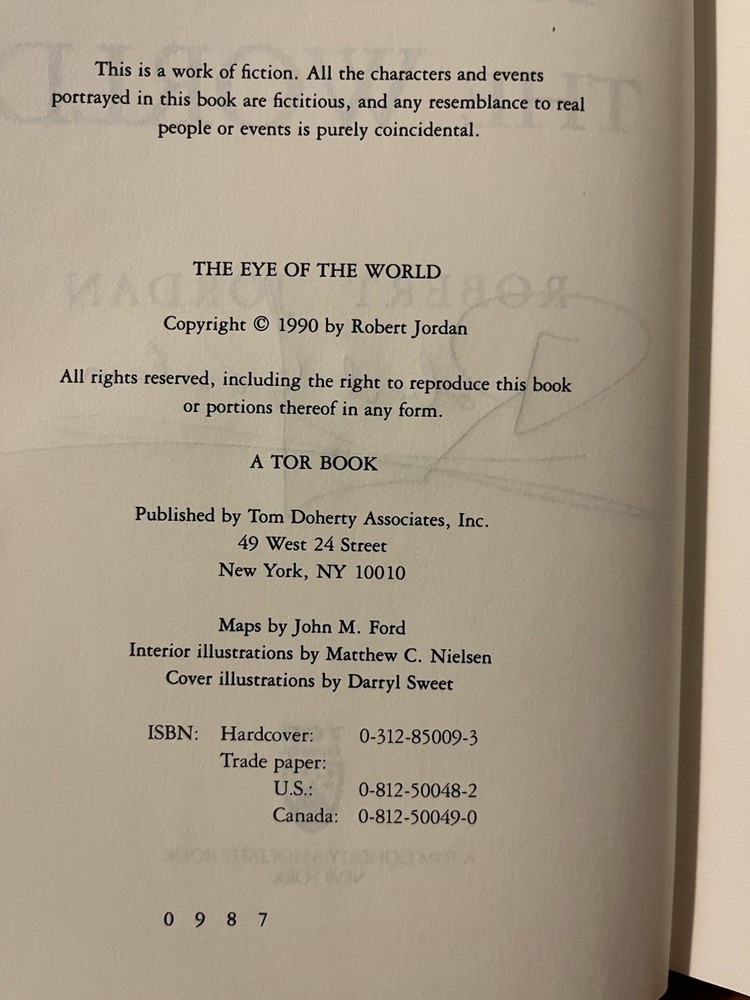 This is a work of fiction. All the characters and events
portrayed in this book are fictitious, and any resemblance to real
people or events is purely coincidental.
THE EYE OF THE WORLD
Copyright © 1990 by Robert Jordan
All rights reserved, including the right to reproduce this book
or portions thereof in any form.
A TOR BOOK
Published by Tom Doherty Associates, Inc.
49 West 24 Street
New York, NY 10010
Maps by John M. Ford
Interior illustrations by Matthew C. Nielsen
Cover illustrations by Darryl Sweet
ISBN: Hardcover: 0-312-85009-3
Trade paper:
U.S.: 0-812-50048-2
Canada: 0-812-50049-0
0 9 8 7